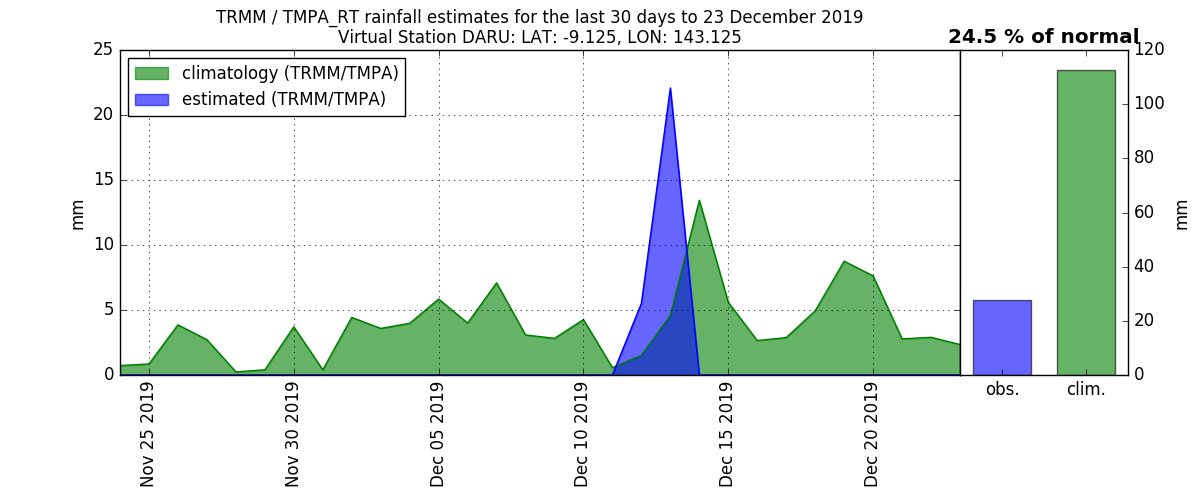 TRMM / TMPA_RT rainfall estimates for the last 30 days to 23 December 2019
Virtual Station DARU: LAT: -9.125, LON: 143.125
24.5 % of normal
climatology (TRMM/TMPA)
estimated (TRMM/TMPA)
25
20
15
10
5
0
mm
Nov 25 2019
Nov 30 2019
Dec 05 2019
Dec 10 2019
Dec 15 2019
Dec 20 2019
120
100
80
60
40
20
0
mm
obs.
clim.